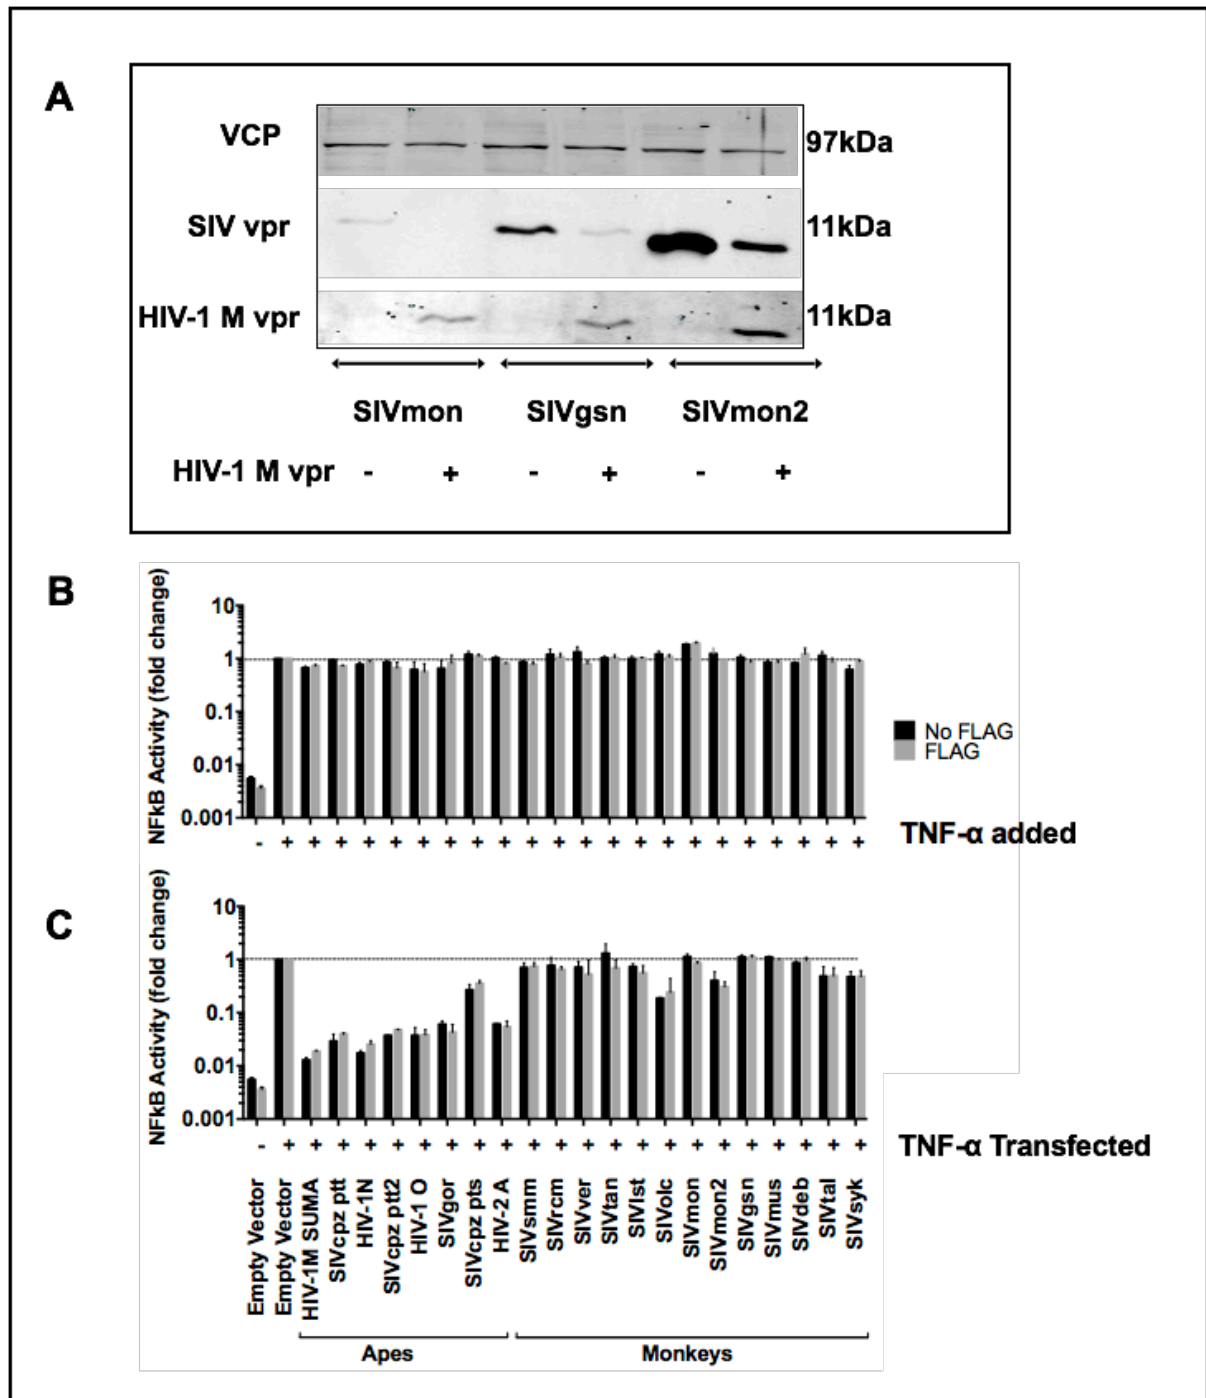 A
VCP
97kDa
SIV vpr
11kDa
HIV-1 M vpr
11kDa
SIVmon SIVgsn SIVmon2
HIV-1 M vpr - + - + - +
B
NFkB Activity (fold change)
10
1
0.1
0.01
0.001
No FLAG
FLAG
- + + + + + + + + + + + + + + + + + + + + + +
TNF-α added
C
NFkB Activity (fold change)
10
1
0.1
0.01
0.001
- + + + + + + + + + + + + + + + + + + + + + +
TNF-α Transfected
Empty Vector
Empty Vector
HIV-1M SUMA
SIVcpz ptt
HIV-1N
SIVcpz ptt2
HIV-1 O
SIVgor
SIVcpz pts
HIV-2 A
SIVsmm
SIVrcm
SIVver
SIVtan
SIVlst
SIVolc
SIVmon
SIVmon2
SIVgsn
SIVmus
SIVdeb
SIVtal
SIVsyk
Apes
Monkeys